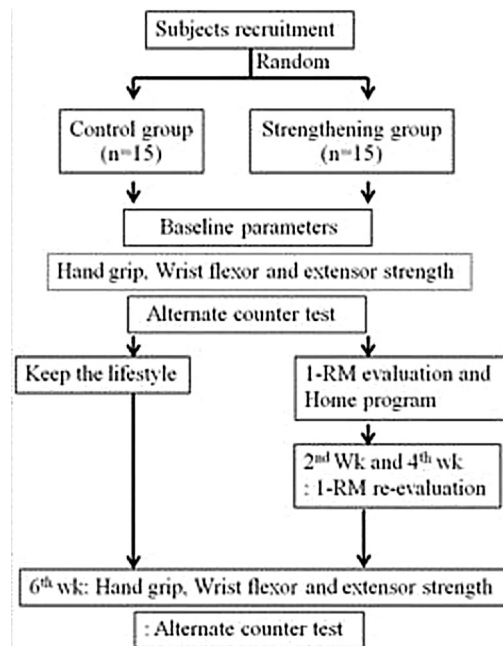 Subjects recruitment
Random
Control group
(n=15)
Strengthening group
(n=15)
Baseline parameters
Hand grip, Wrist flexor and extensor strength
Alternate counter test
Keep the lifestyle
1-RM evaluation and
Home program
2nd Wk and 4th wk
: 1-RM re-evaluation
6th wk: Hand grip, Wrist flexor and extensor strength
: Alternate counter test